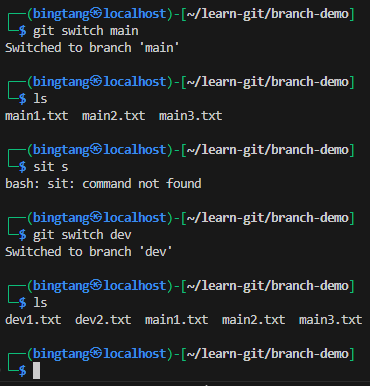 ┌──(bingtang㉿localhost)-[~/learn-git/branch-demo]
└─$ git switch main
Switched to branch 'main'
┌──(bingtang㉿localhost)-[~/learn-git/branch-demo]
└─$ ls
main1.txt  main2.txt  main3.txt
┌──(bingtang㉿localhost)-[~/learn-git/branch-demo]
└─$ sit s
bash: sit: command not found
┌──(bingtang㉿localhost)-[~/learn-git/branch-demo]
└─$ git switch dev
Switched to branch 'dev'
┌──(bingtang㉿localhost)-[~/learn-git/branch-demo]
└─$ ls
dev1.txt  dev2.txt  main1.txt  main2.txt  main3.txt
┌──(bingtang㉿localhost)-[~/learn-git/branch-demo]
└─$